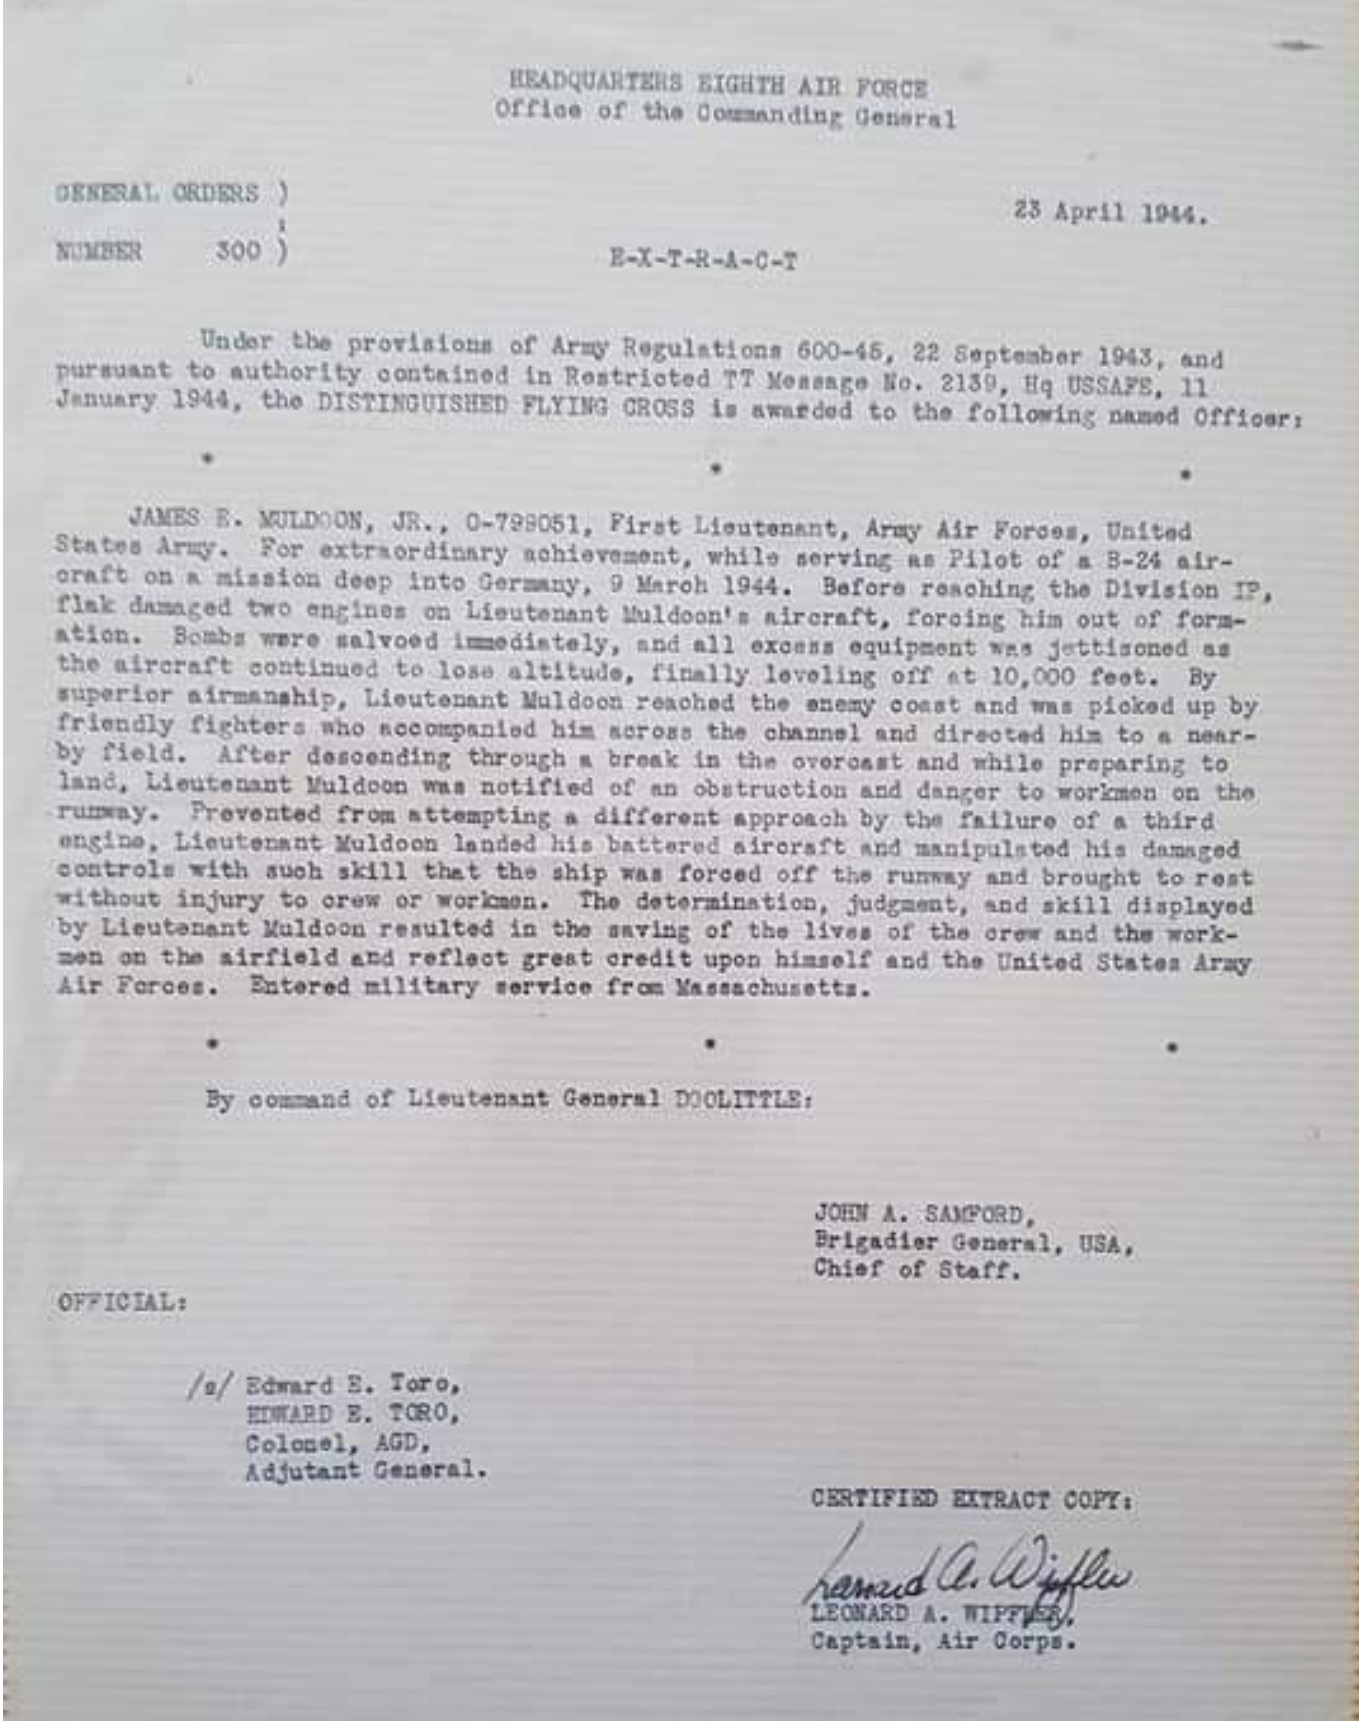 HEADQUARTERS EIGHTH AIR FORCE
Office of the Commanding General
GENERAL ORDERS )
:
NUMBER 300 )
23 April 1944.
E-X-T-R-A-C-T
Under the provisions of Army Regulations 600-45, 22 September 1943, and
pursuant to authority contained in Restricted TT Message No. 2139, Hq USSAFE, 11
January 1944, the DISTINGUISHED FLYING CROSS is awarded to the following named Officer:
* * *
JAMES E. MULDOON, JR., O-799051, First Lieutenant, Army Air Forces, United
States Army. For extraordinary achievement, while serving as Pilot of a B-24 air-
craft on a mission deep into Germany, 9 March 1944. Before reaching the Division IP,
flak damaged two engines on Lieutenant Muldoon's aircraft, forcing him out of form-
ation. Bombs were salvoed immediately, and all excess equipment was jettisoned as
the aircraft continued to lose altitude, finally leveling off at 10,000 feet. By
superior airmanship, Lieutenant Muldoon reached the enemy coast and was picked up by
friendly fighters who accompanied him across the channel and directed him to a near-
by field. After descending through a break in the overcast and while preparing to
land, Lieutenant Muldoon was notified of an obstruction and danger to workmen on the
runway. Prevented from attempting a different approach by the failure of a third
engine, Lieutenant Muldoon landed his battered aircraft and manipulated his damaged
controls with such skill that the ship was forced off the runway and brought to rest
without injury to crew or workmen. The determination, judgment, and skill displayed
by Lieutenant Muldoon resulted in the saving of the lives of the crew and the work-
men on the airfield and reflect great credit upon himself and the United States Army
Air Forces. Entered military service from Massachusetts.
* * *
By command of Lieutenant General DOOLITTLE:
JOHN A. SAMFORD,
Brigadier General, USA,
Chief of Staff.
OFFICIAL:
/s/ Edward E. Toro,
EDWARD E. TORO,
Colonel, AGD,
Adjutant General.
CERTIFIED EXTRACT COPY:
Leonard A. Wipfler
LEONARD A. WIPFLER,
Captain, Air Corps.